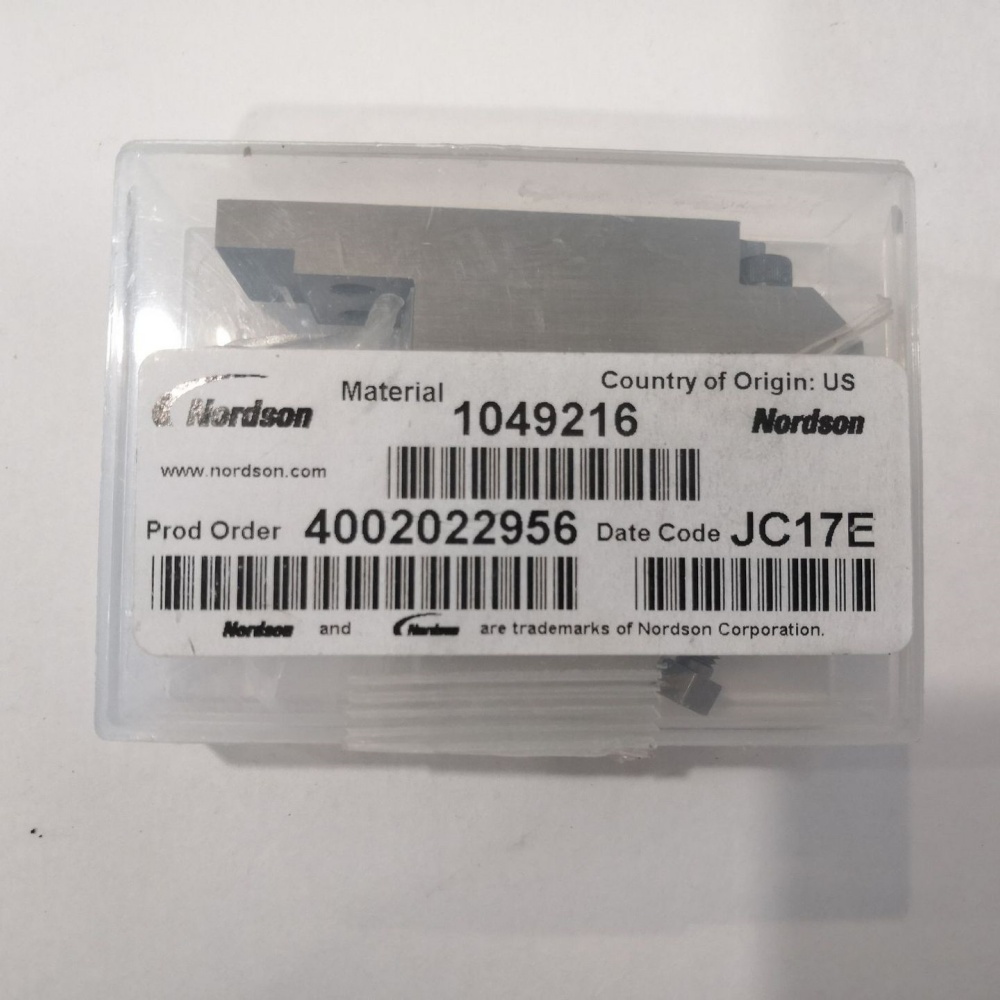 Nordson Material 1049216 Country of Origin: US
Nordson
www.nordson.com
Prod Order 4002022956 Date Code JC17E
Nordson and Nordson are trademarks of Nordson Corporation.